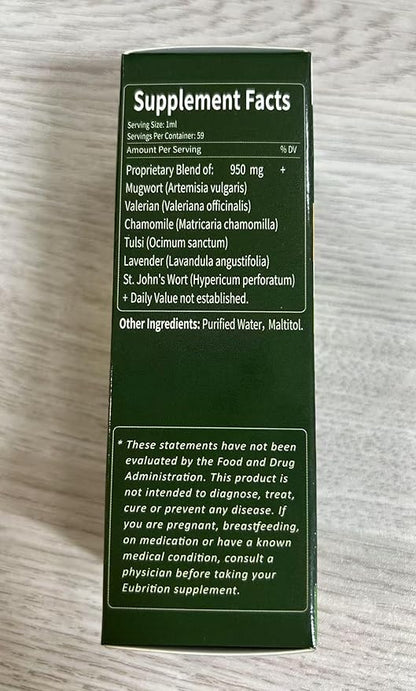 Supplement Facts
Serving Size: 1ml
Servings Per Container: 59
Amount Per Serving % DV
Proprietary Blend of: 950 mg +
Mugwort (Artemisia vulgaris)
Valerian (Valeriana officinalis)
Chamomile (Matricaria chamomilla)
Tulsi (Ocimum sanctum)
Lavender (Lavandula angustifolia)
St. John's Wort (Hypericum perforatum)
+ Daily Value not established.
Other Ingredients: Purified Water, Maltitol.
* These statements have not been
evaluated by the Food and Drug
Administration. This product is
not intended to diagnose, treat,
cure or prevent any disease. If
you are pregnant, breastfeeding,
on medication or have a known
medical condition, consult a
physician before taking your
Eubrition supplement.